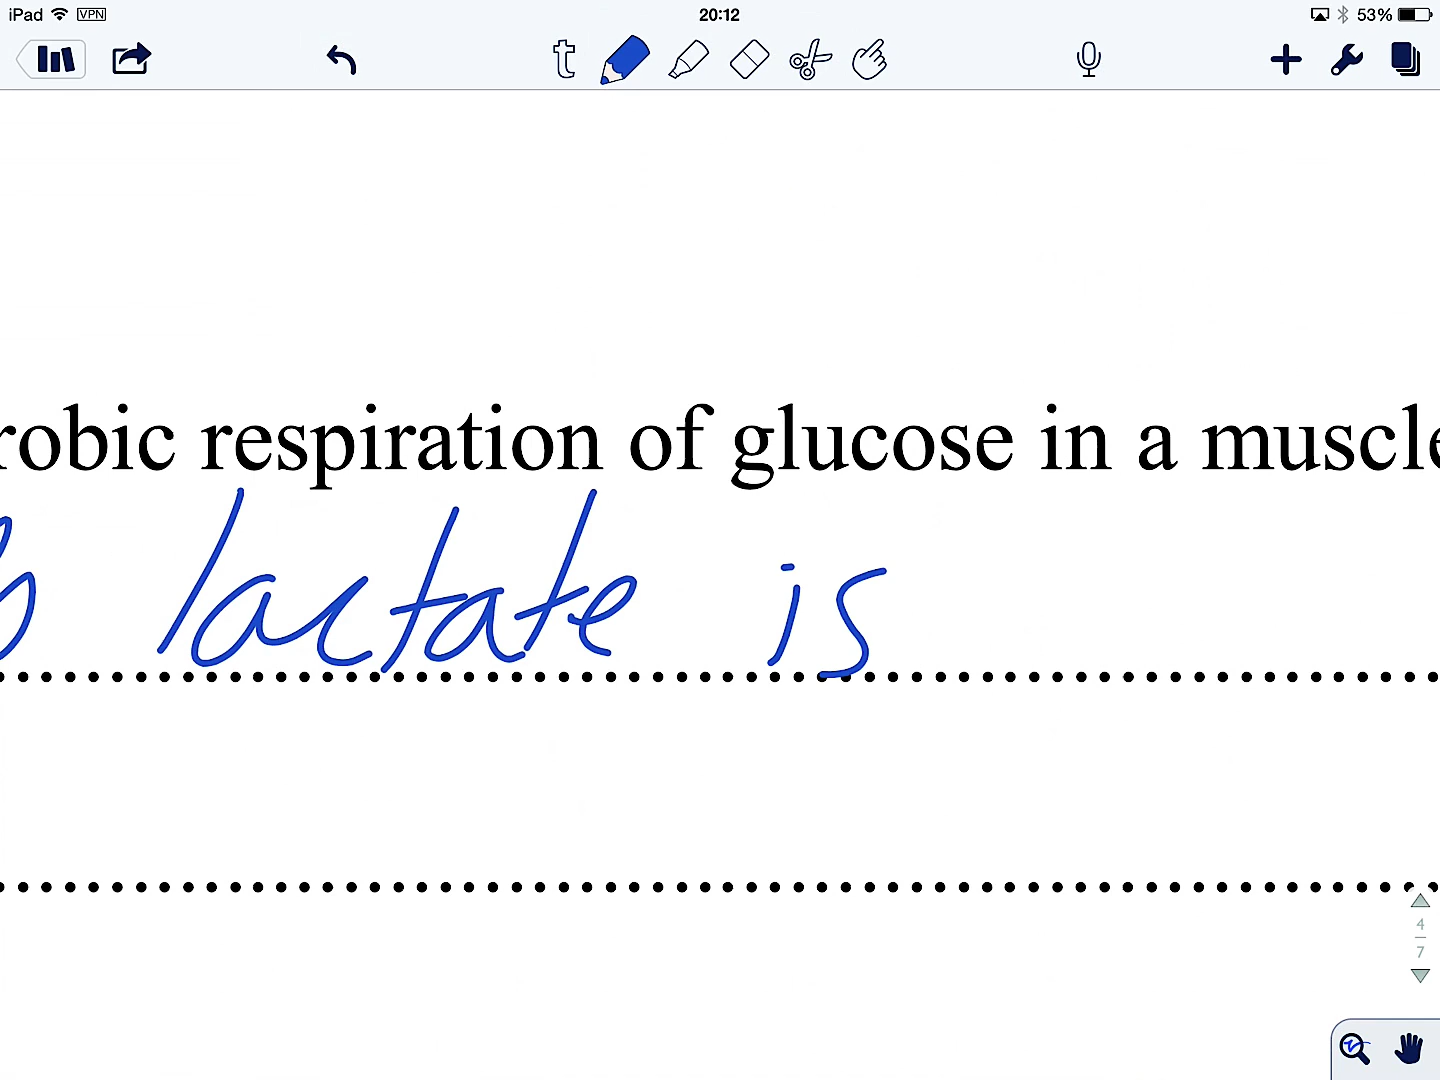 iPad VPN 20:12 53%
t
robic respiration of glucose in a muscle
lactate is
4
7